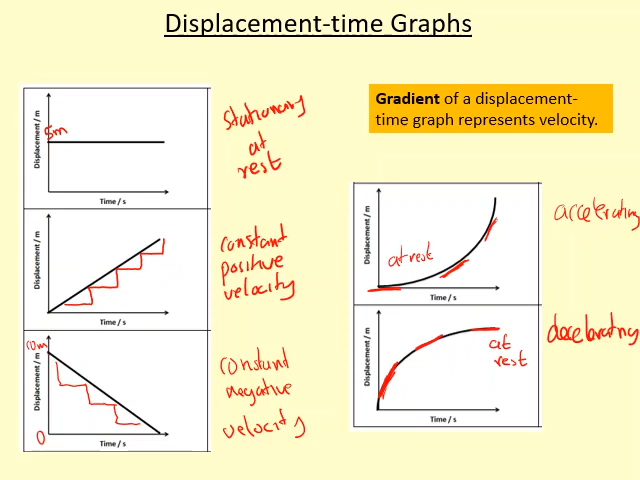 Displacement-time Graphs
Displacement / m
5m
Time / s
stationary
at
rest
Displacement / m
Time / s
constant
positive
velocity
Displacement / m
10m
0
Time / s
constant
negative
velocity
Gradient of a displacement-
time graph represents velocity.
Displacement / m
at rest
Time / s
accelerating
Displacement / m
at
rest
Time / s
decelerating